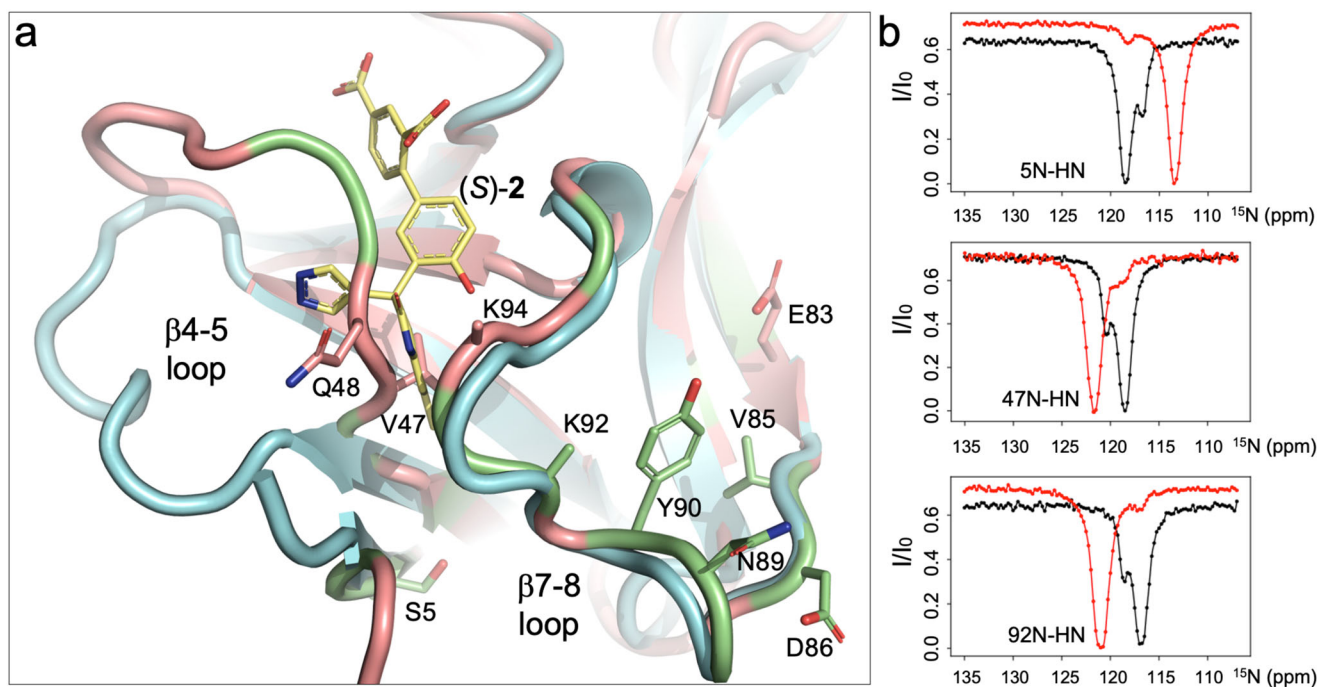 a
(S)-2
K94
E83
β4-5
loop
Q48
V47
K92
V85
Y90
N89
S5
β7-8
loop
D86
b
0.6
0.4
0.2
0.0
I/I₀
5N-HN
135 130 125 120 115 110 ¹⁵N (ppm)
0.6
0.4
0.2
0.0
I/I₀
47N-HN
135 130 125 120 115 110 ¹⁵N (ppm)
0.6
0.4
0.2
0.0
I/I₀
92N-HN
135 130 125 120 115 110 ¹⁵N (ppm)